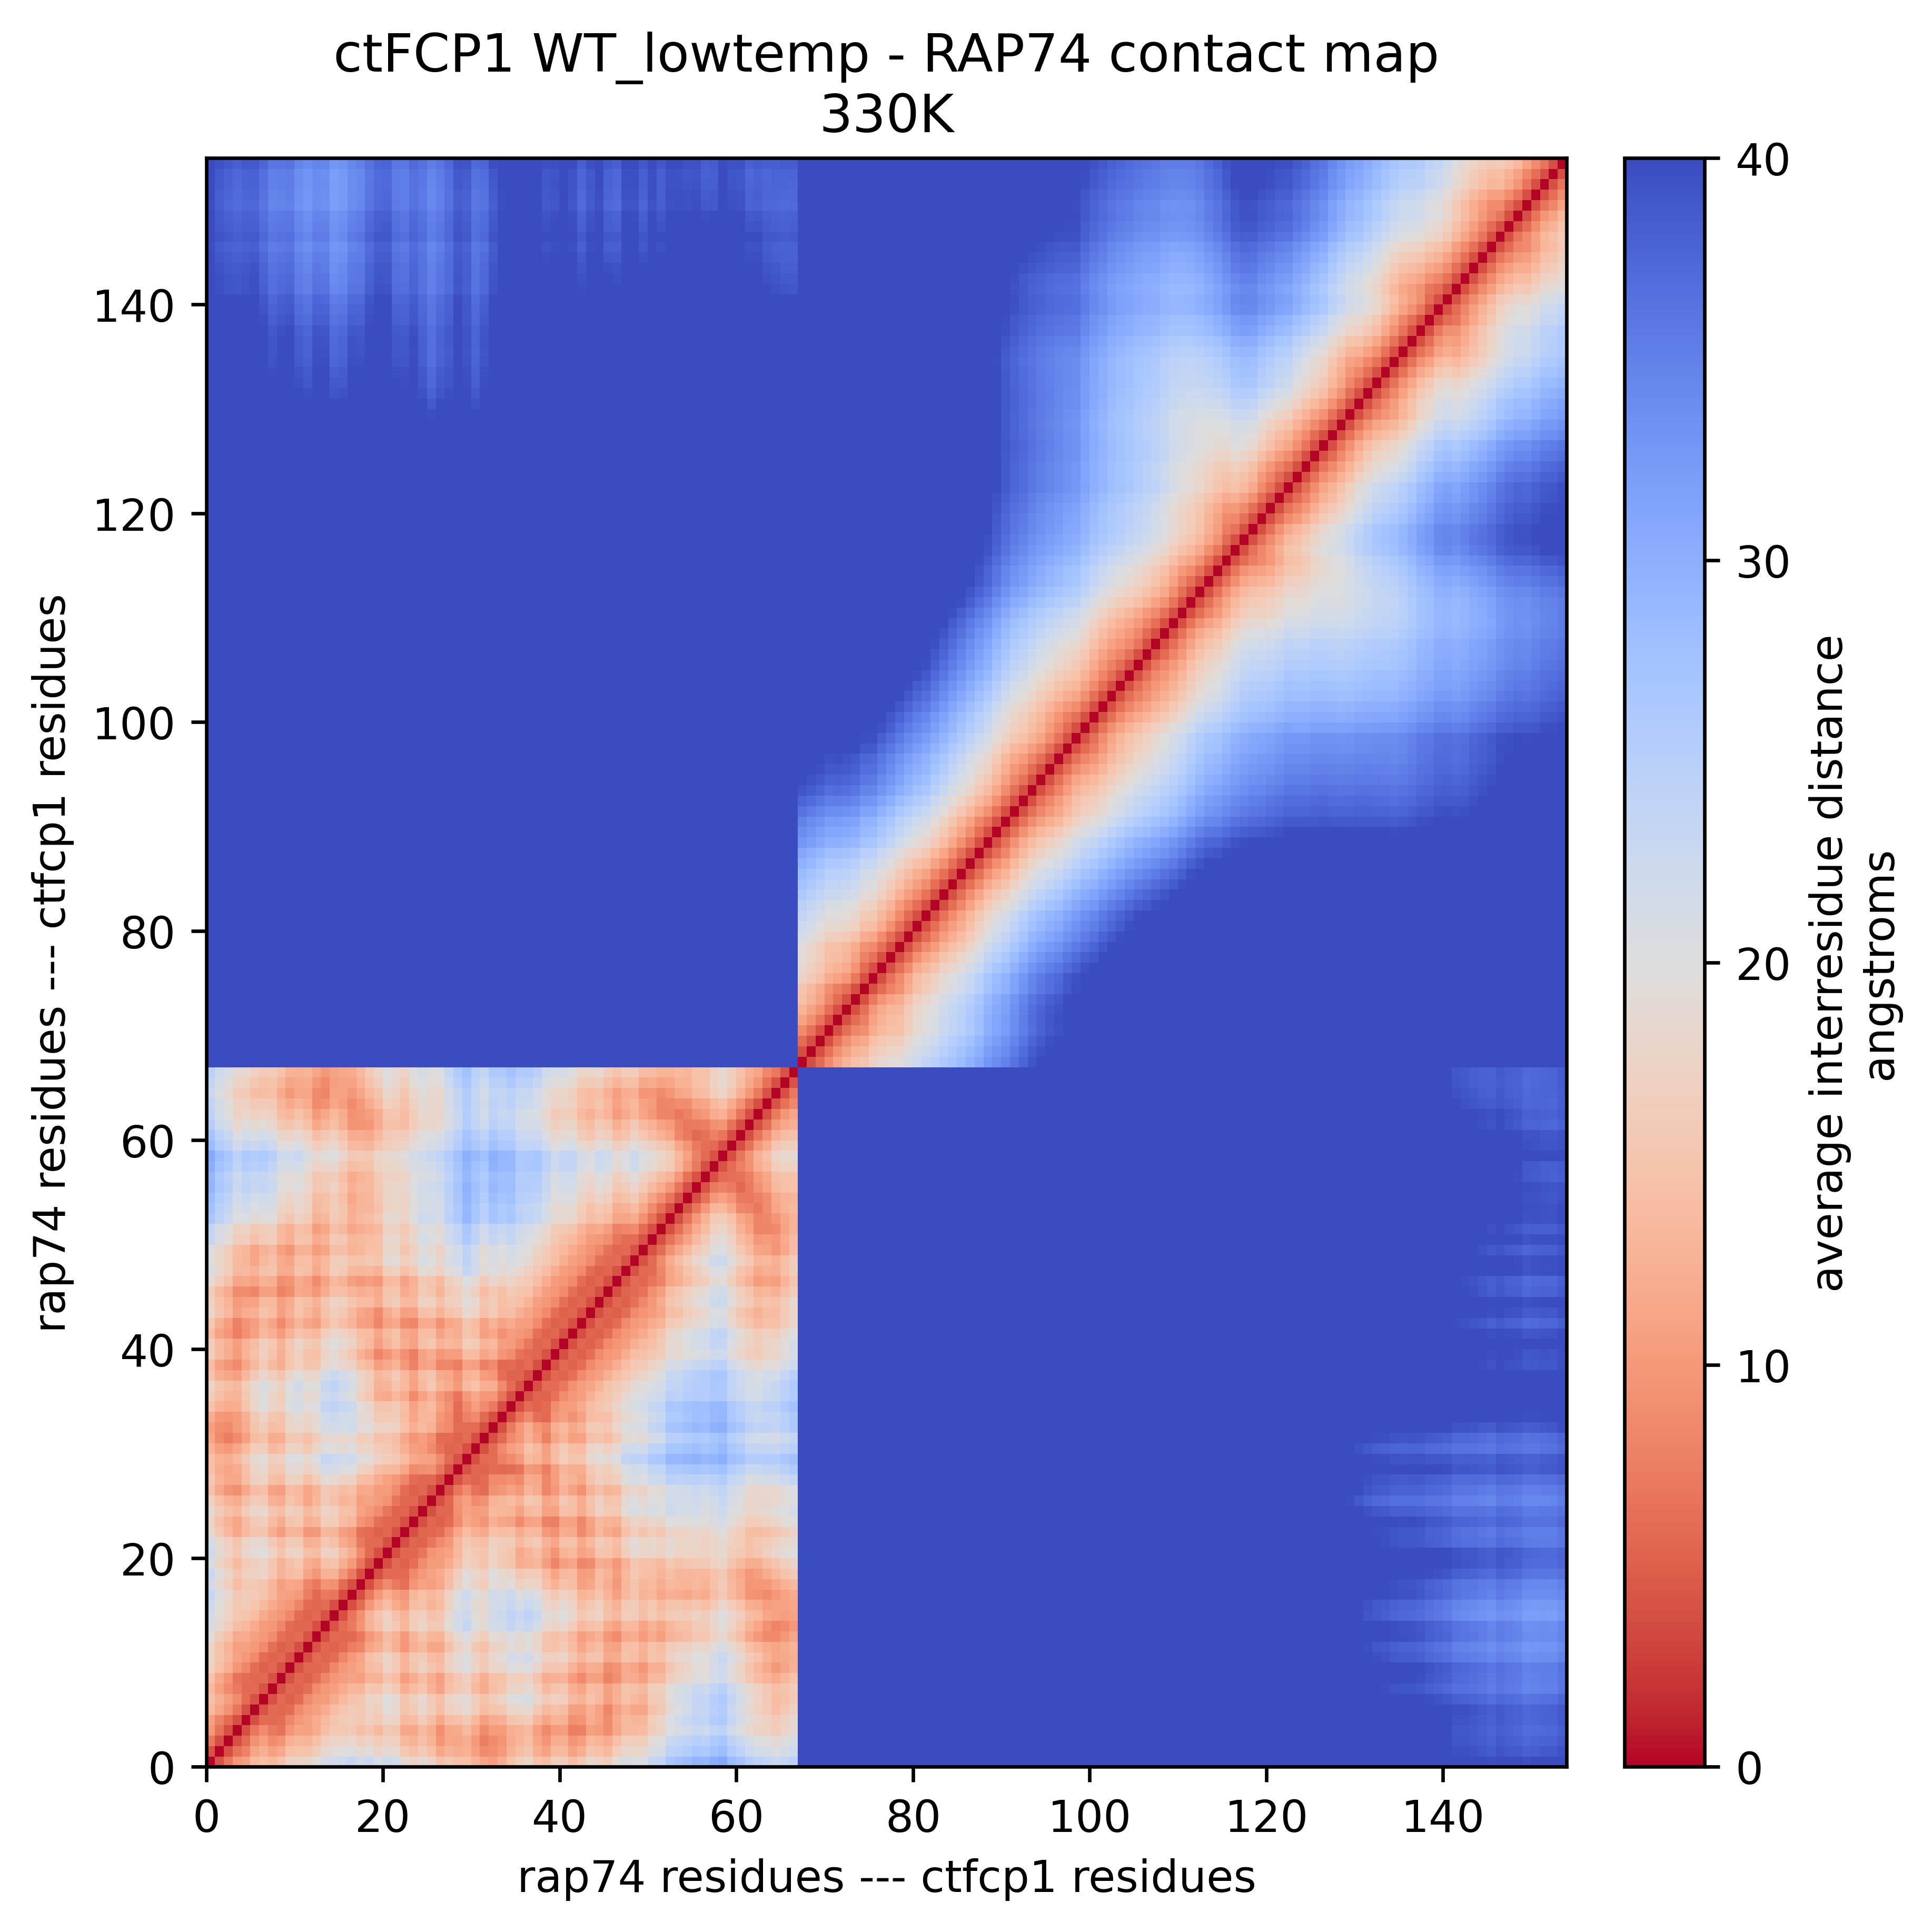 ctFCP1 WT_lowtemp - RAP74 contact map
330K
rap74 residues --- ctfcp1 residues
140
120
100
80
60
40
20
0
0 20 40 60 80 100 120 140
rap74 residues --- ctfcp1 residues
40
30
20
10
0
average interresidue distance
angstroms